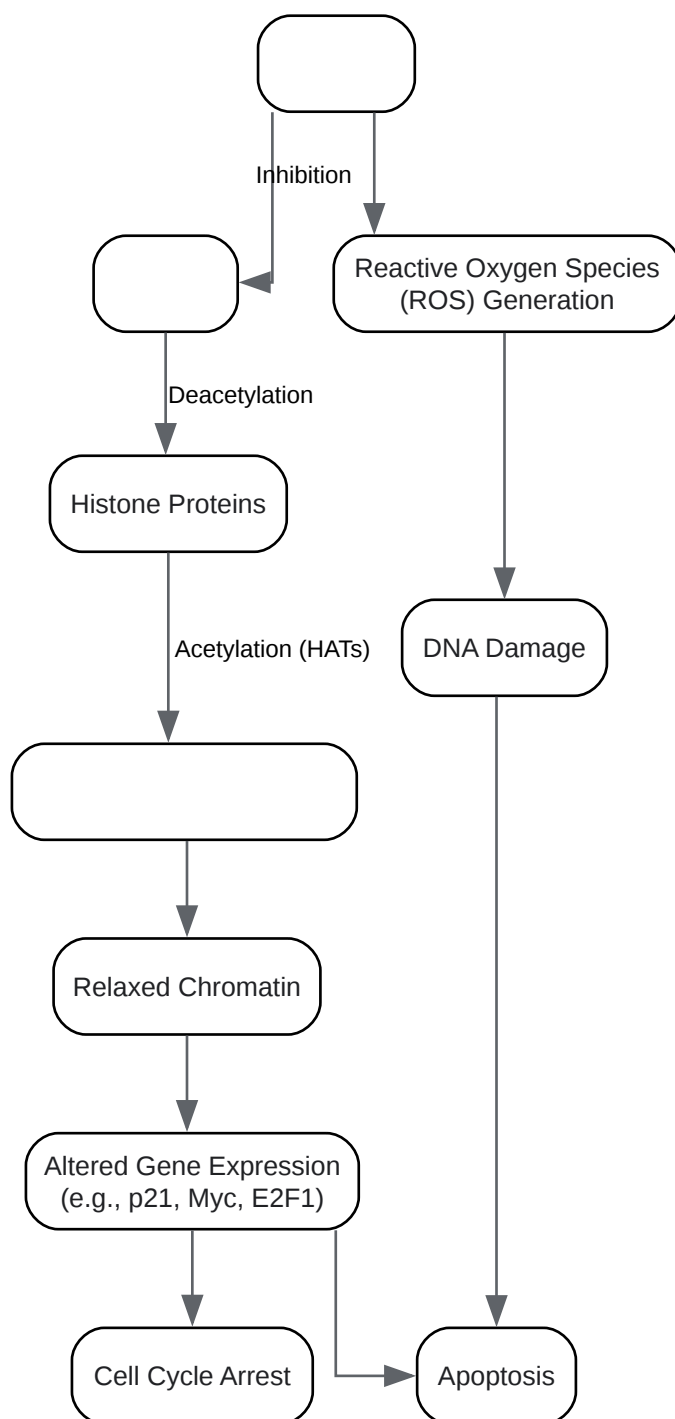 Inhibition
Reactive Oxygen Species
(ROS) Generation
Deacetylation
Histone Proteins
Acetylation (HATs)
DNA Damage
Relaxed Chromatin
Altered Gene Expression
(e.g., p21, Myc, E2F1)
Cell Cycle Arrest
Apoptosis